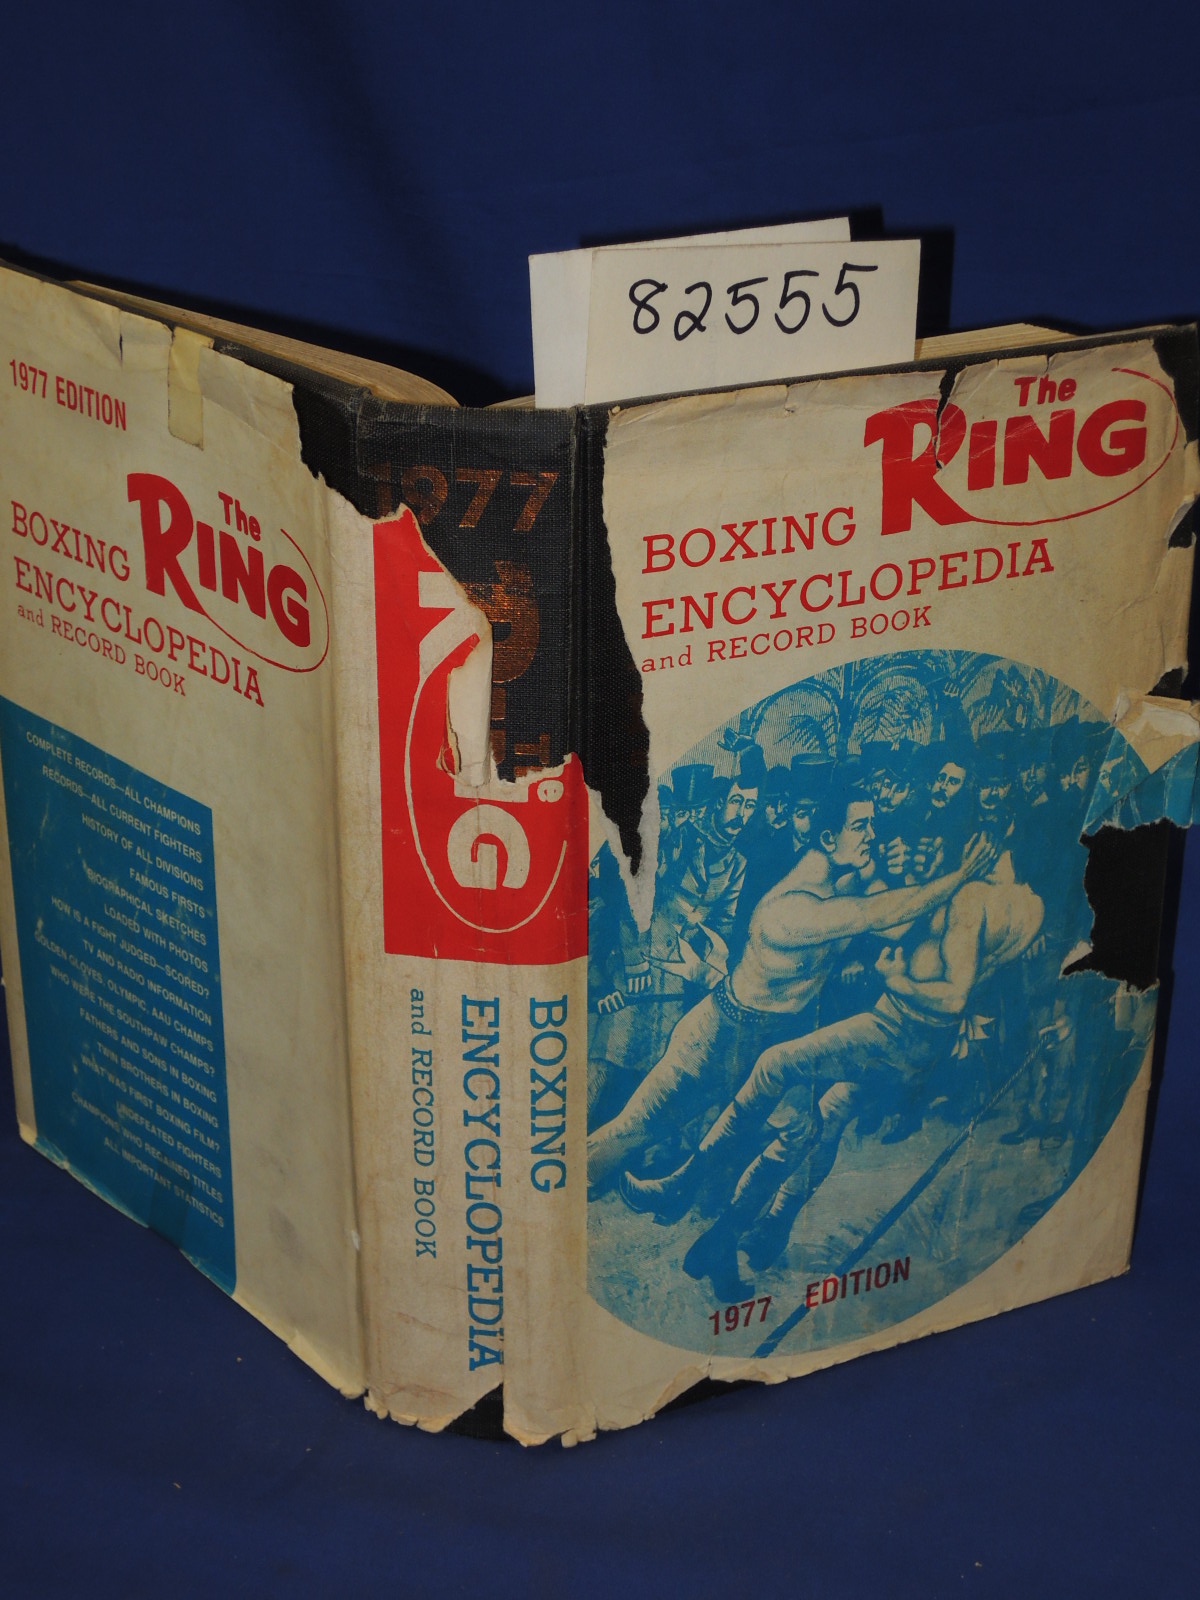 82555
1977 EDITION
The
RING
BOXING
ENCYCLOPEDIA
and RECORD BOOK
COMPLETE RECORDS—ALL CHAMPIONS
RECORDS—ALL CURRENT FIGHTERS
HISTORY OF ALL DIVISIONS
FAMOUS FIRSTS
BIOGRAPHICAL SKETCHES
LOADED WITH PHOTOS
HOW IS A FIGHT JUDGED—SCORED?
TV AND RADIO INFORMATION
GOLDEN GLOVES, OLYMPIC, AAU CHAMPS
WHO WERE THE SOUTHPAW CHAMPS?
FATHERS AND SONS IN BOXING
TWIN BROTHERS IN BOXING
WHAT WAS FIRST BOXING FILM?
UNDEFEATED FIGHTERS
CHAMPIONS WHO REGAINED TITLES
ALL IMPORTANT STATISTICS
1977
BOXING
ENCYCLOPEDIA
and RECORD BOOK
The
RING
BOXING
ENCYCLOPEDIA
and RECORD BOOK
1977 EDITION